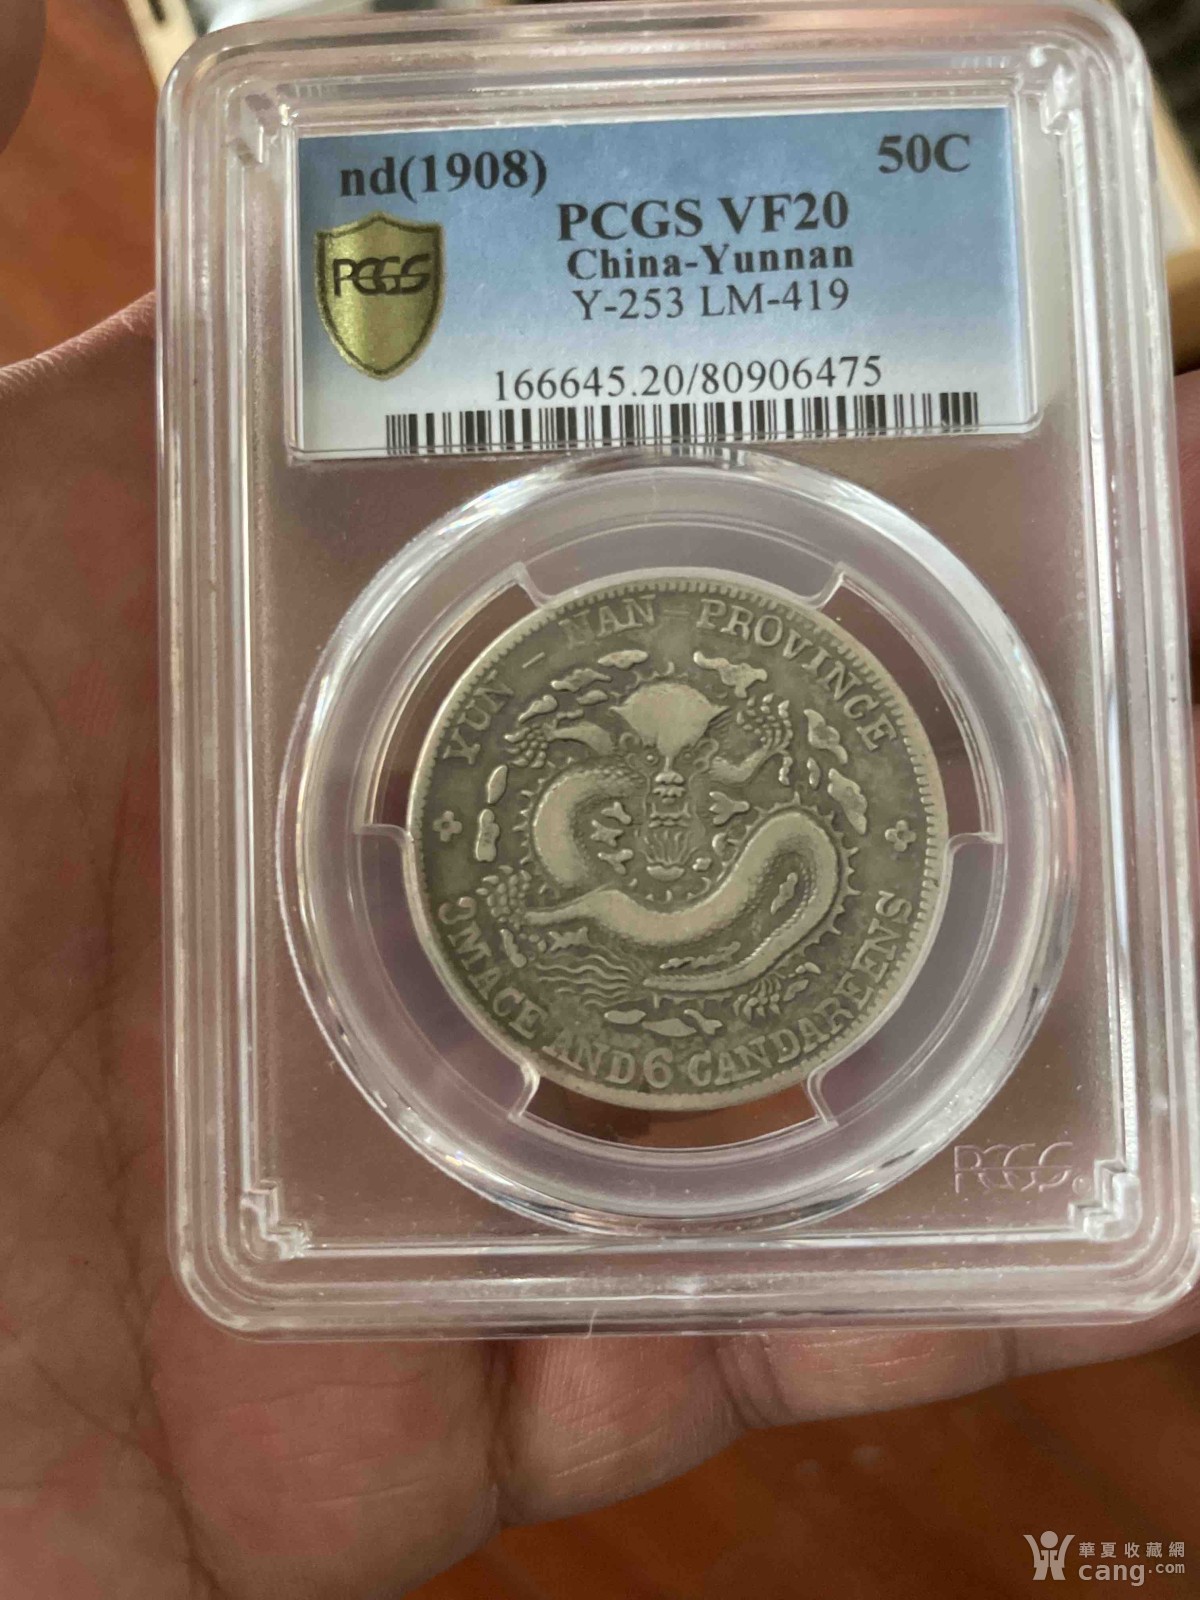 nd(1908) 50C
PCGS VF20
China-Yunnan
Y-253 LM-419
PCGS
166645.20/80906475
YUN-NAN PROVINCE
3 MACE AND 6 CANDAREENS
PCGS
華夏收藏網
cang.com